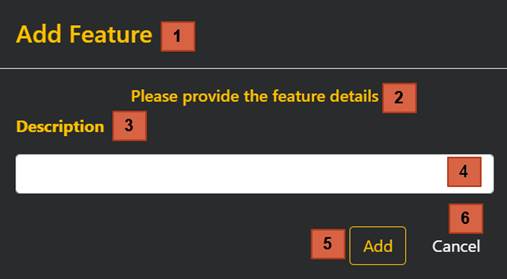 Add Feature 1
Please provide the feature details 2
Description 3
4
6
5 Add Cancel